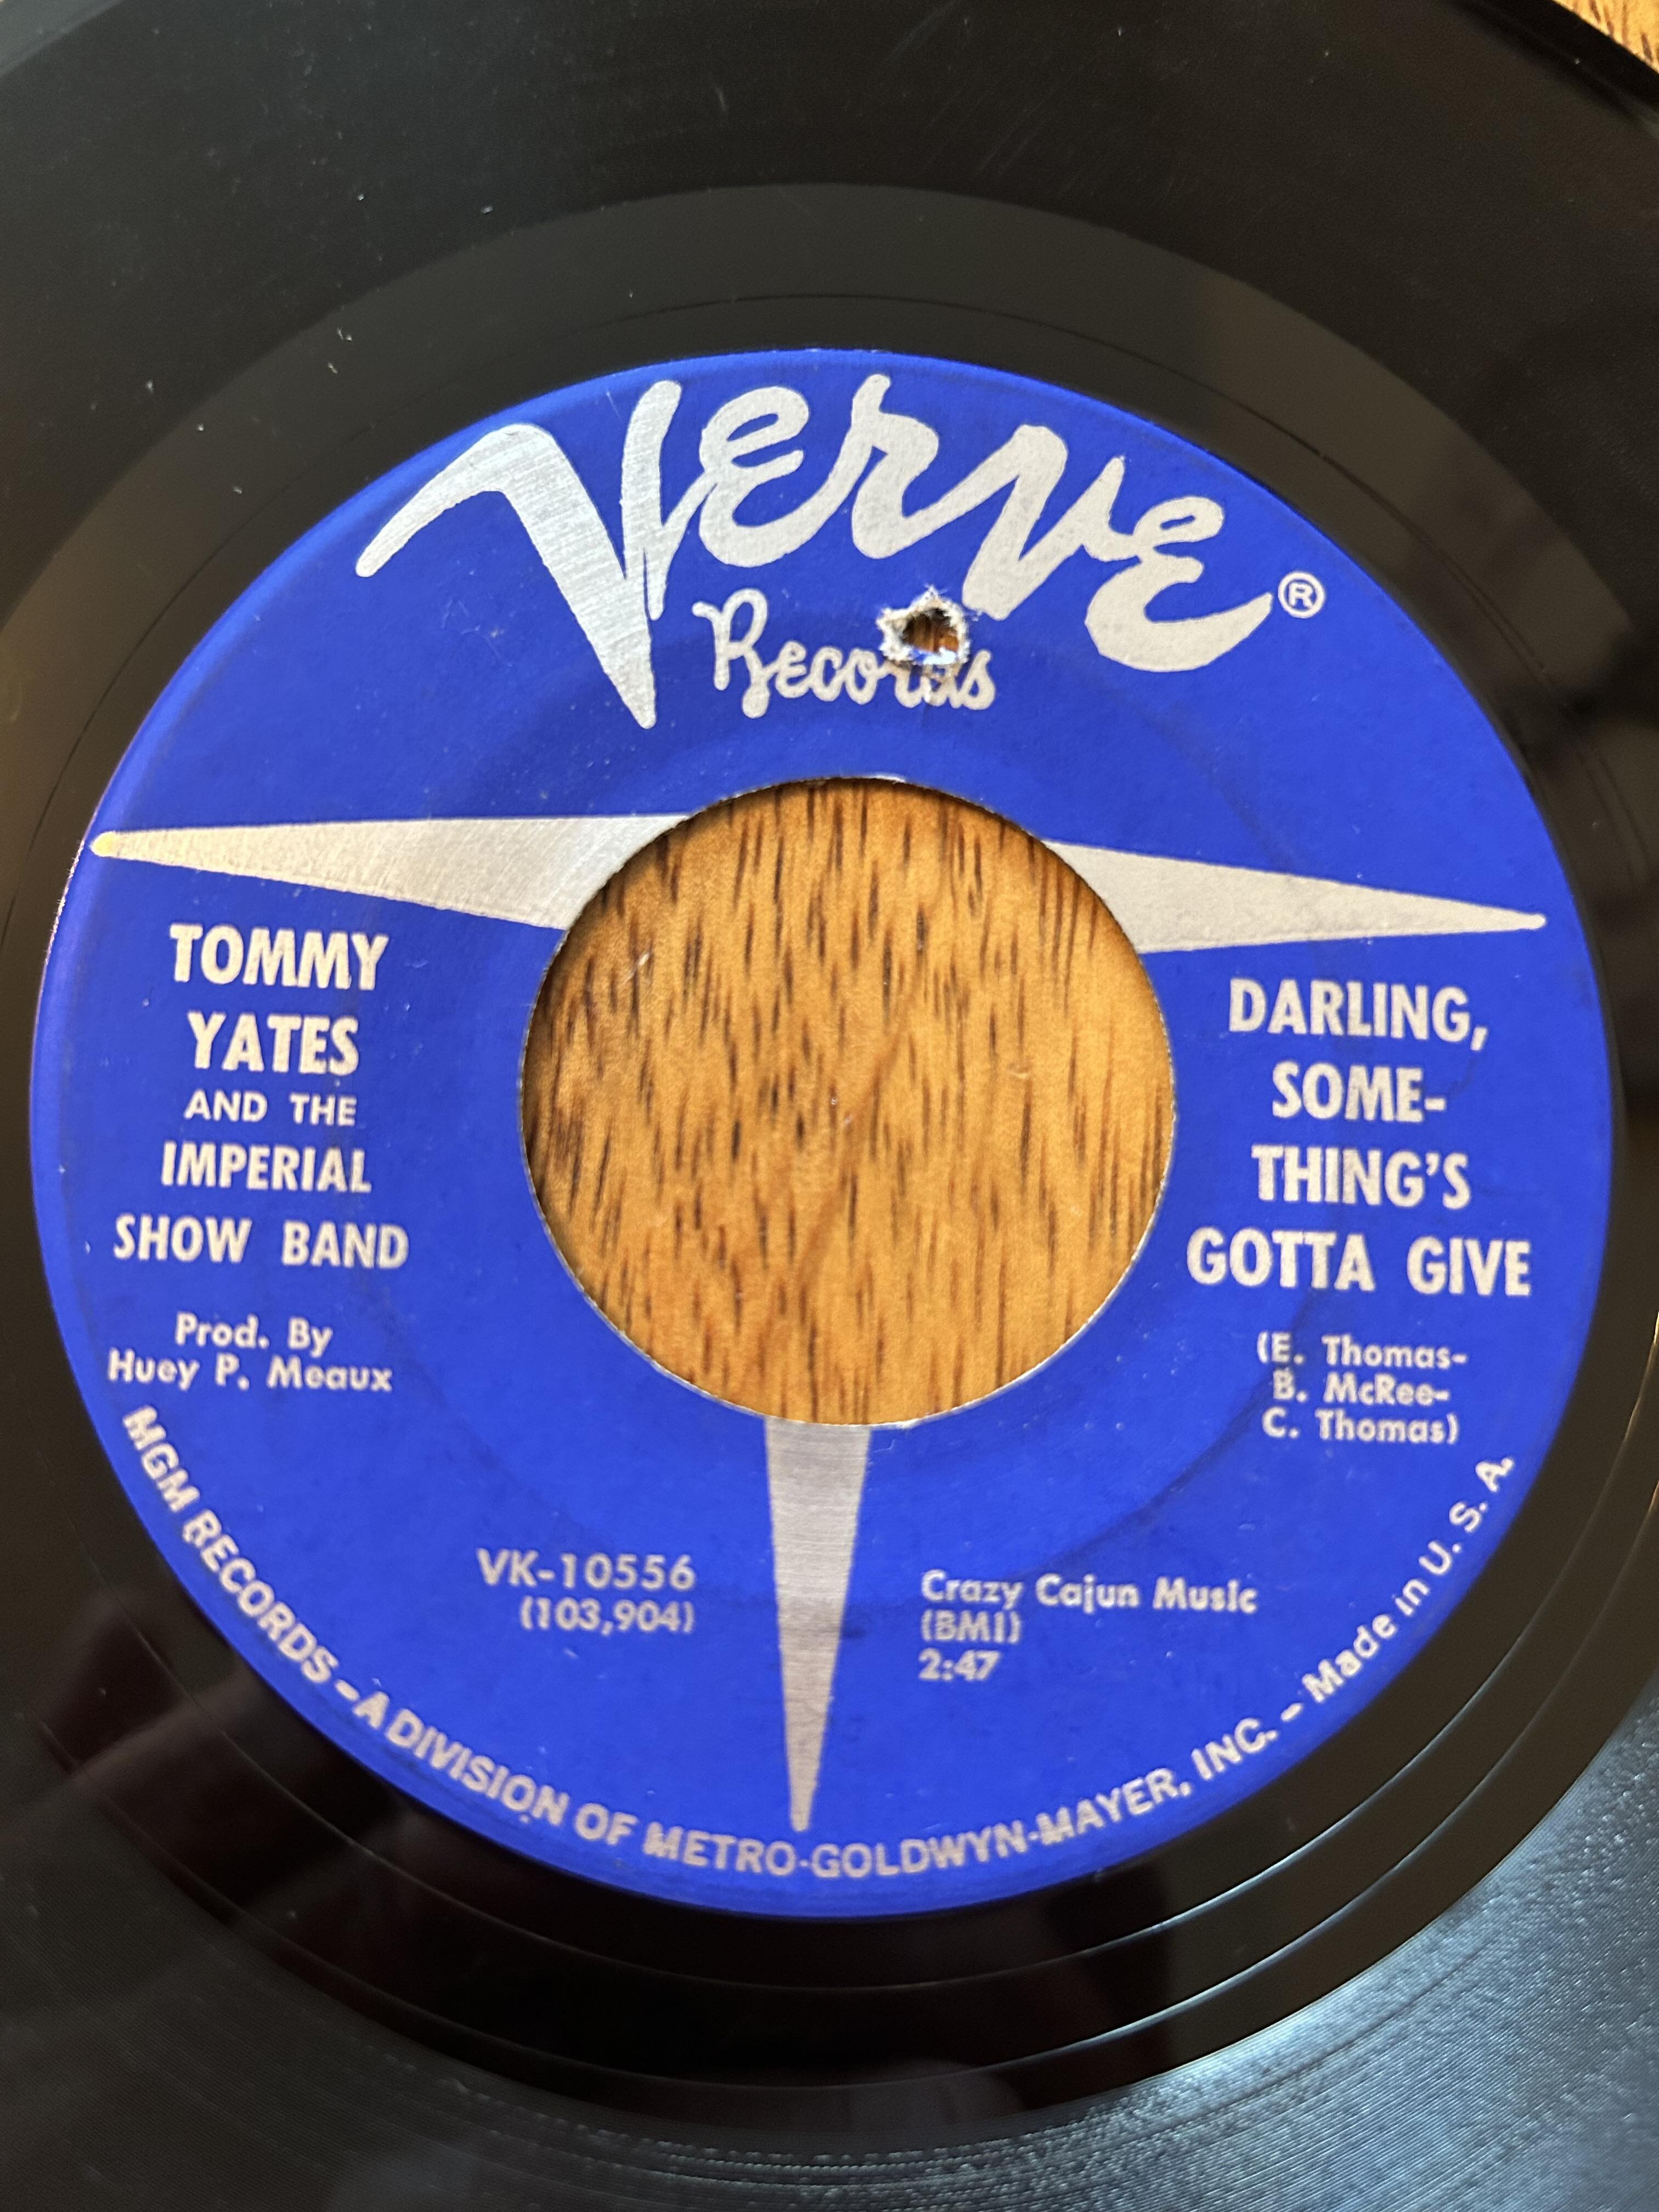 Verve ®
Records
TOMMY
YATES
AND THE
IMPERIAL
SHOW BAND
Prod. By
Huey P. Meaux
DARLING,
SOME-
THING'S
GOTTA GIVE
(E. Thomas-
B. McRee-
C. Thomas)
VK-10556
(103,904)
Crazy Cajun Music
(BMI)
2:47
MGM RECORDS - A DIVISION OF METRO-GOLDWYN-MAYER, INC. - Made in U. S. A.